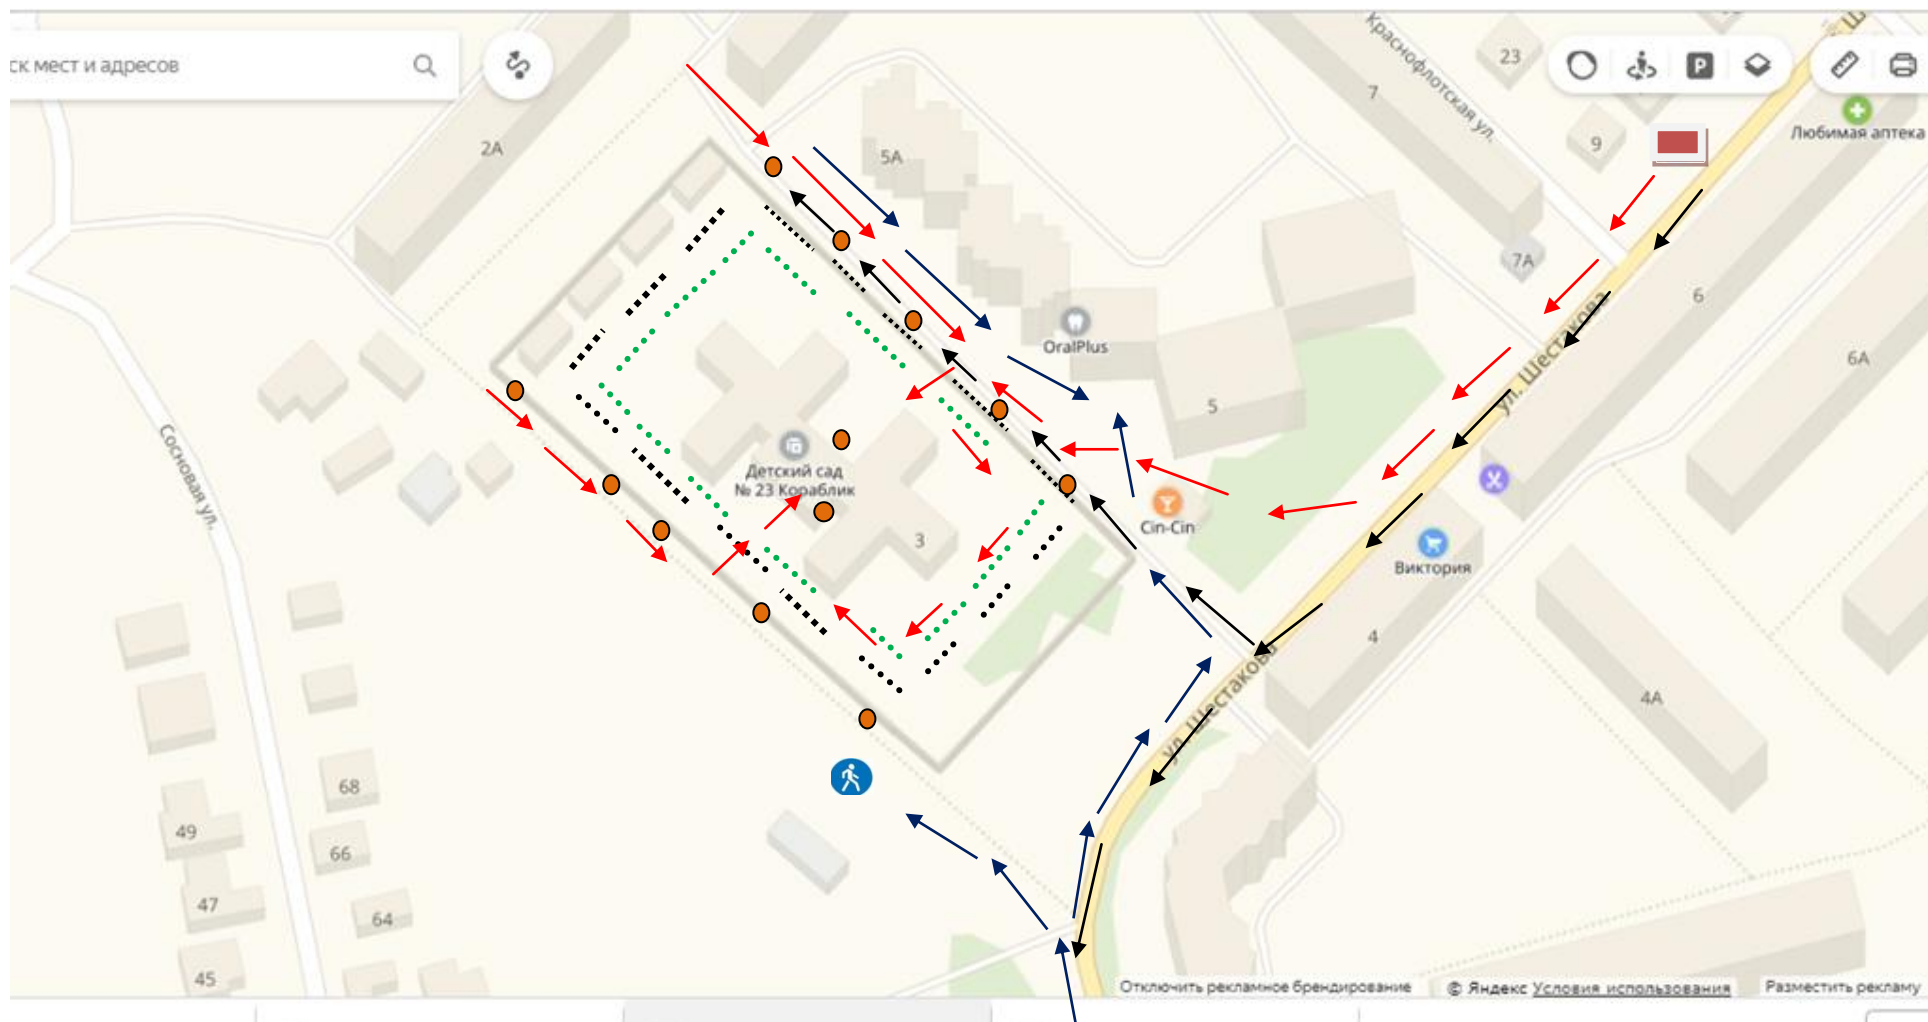 ск мест и адресов
Краснофлотская ул.
23
7
9
Любимая аптека
2А
5А
7А
6
OralPlus
6А
ул. Шестакова
5
Сосновая ул.
Детский сад
№ 23 Кораблик
3
Cin-Cin
Виктория
4
ул. Шестакова
4А
68
49
66
47
64
45
P
Отключить рекламное брендирование
© Яндекс Условия использования
Разместить рекламу